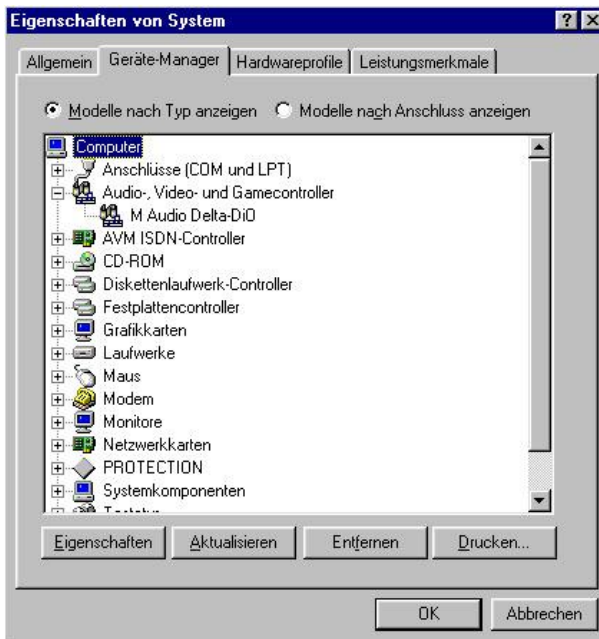 Eigenschaften von System
Allgemein Geräte-Manager Hardwareprofile Leistungsmerkmale
Modelle nach Typ anzeigen Modelle nach Anschluss anzeigen
Computer
Anschlüsse (COM und LPT)
Audio-, Video- und Gamecontroller
M Audio Delta-DiO
AVM ISDN-Controller
CD-ROM
Diskettenlaufwerk-Controller
Festplattencontroller
Grafikkarten
Laufwerke
Maus
Modem
Monitore
Netzwerkkarten
PROTECTION
Systemkomponenten
Eigenschaften Aktualisieren Entfernen Drucken...
OK Abbrechen